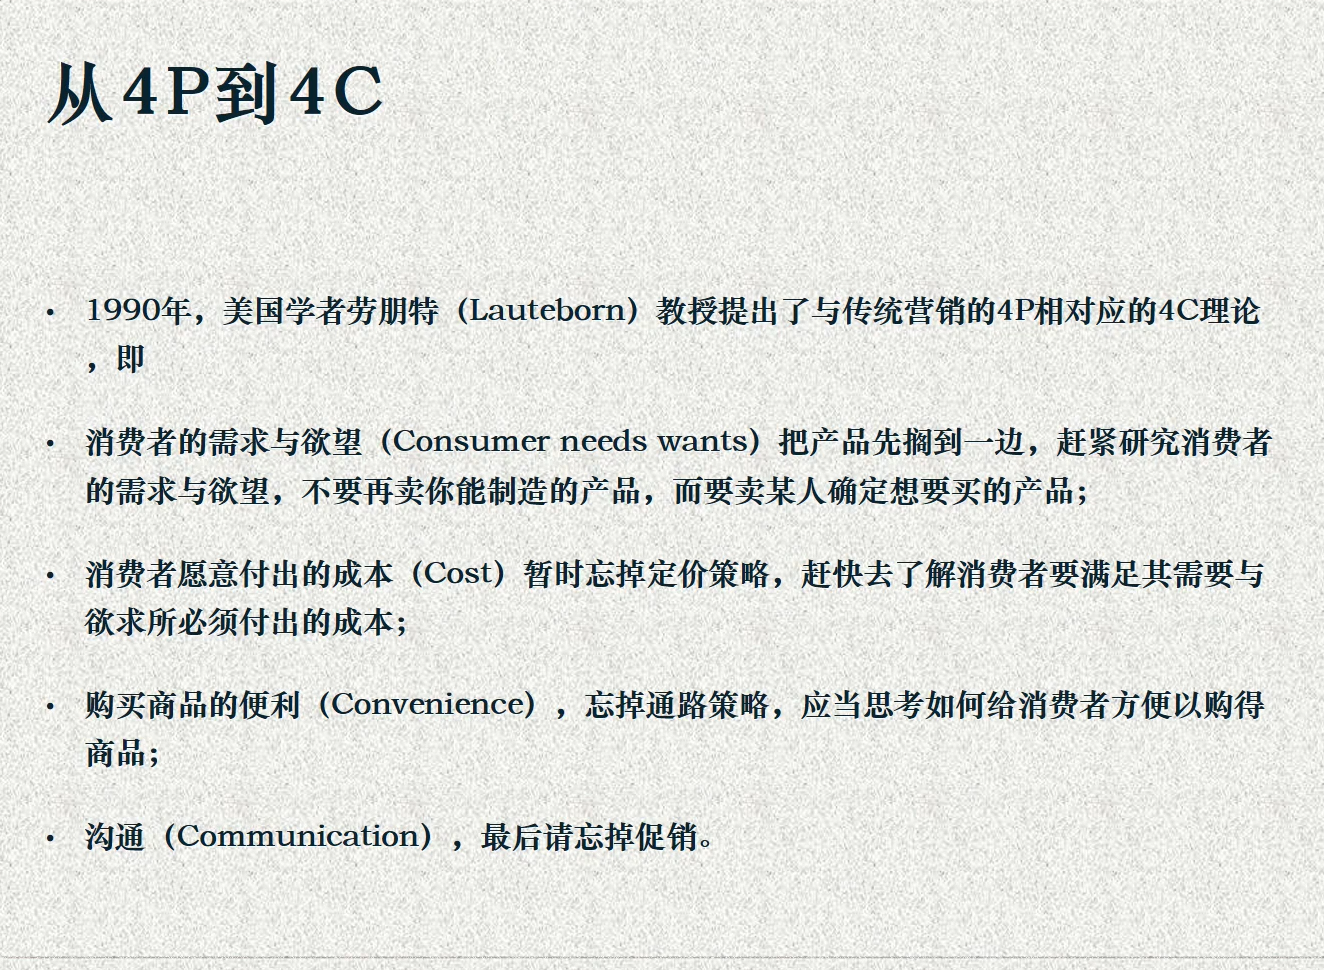 从4P到4C
• 1990年，美国学者劳朋特（Lauteborn）教授提出了与传统营销的4P相对应的4C理论
，即
• 消费者的需求与欲望（Consumer needs wants）把产品先搁到一边，赶紧研究消费者
的需求与欲望，不要再卖你能制造的产品，而要卖某人确定想要买的产品；
• 消费者愿意付出的成本（Cost）暂时忘掉定价策略，赶快去了解消费者要满足其需要与
欲求所必须付出的成本；
• 购买商品的便利（Convenience），忘掉通路策略，应当思考如何给消费者方便以购得
商品；
• 沟通（Communication），最后请忘掉促销。